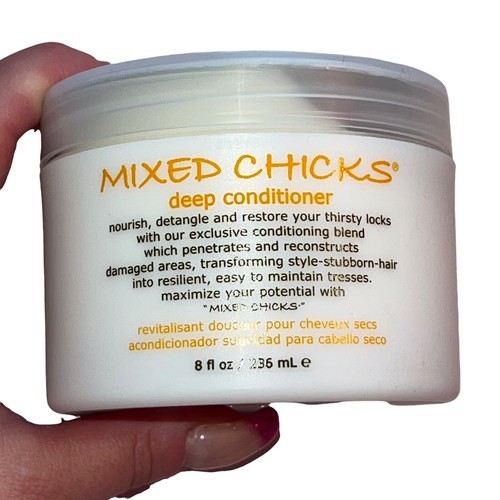 MIXED CHICKS®
deep conditioner
nourish, detangle and restore your thirsty locks
with our exclusive conditioning blend
which penetrates and reconstructs
damaged areas, transforming style-stubborn-hair
into resilient, easy to maintain tresses.
maximize your potential with
"MIXED CHICKS."
revitalisant douceur pour cheveux secs
acondicionador suavidad para cabello seco
8 fl oz / 236 mL e